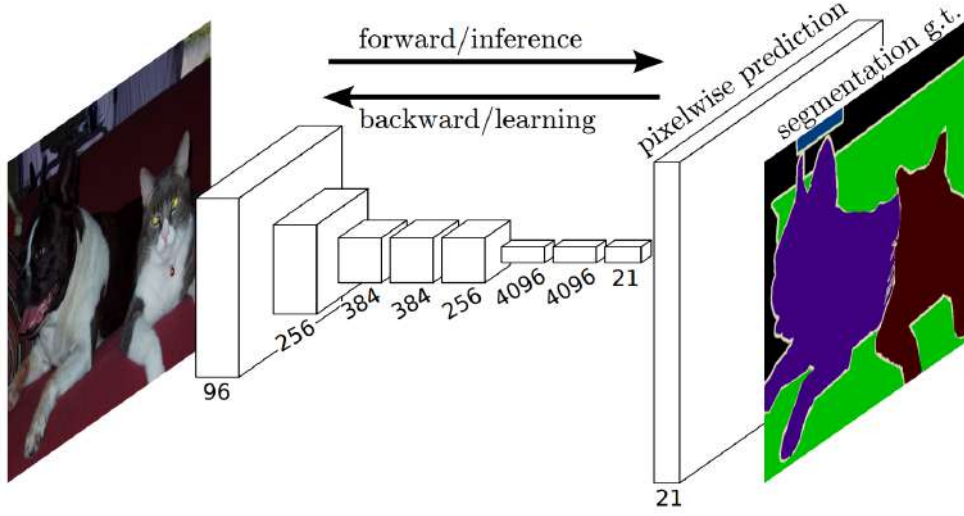 forward/inference
backward/learning
pixelwise prediction
segmentation g.t.
96
256
384
384
256
4096
4096
21
21